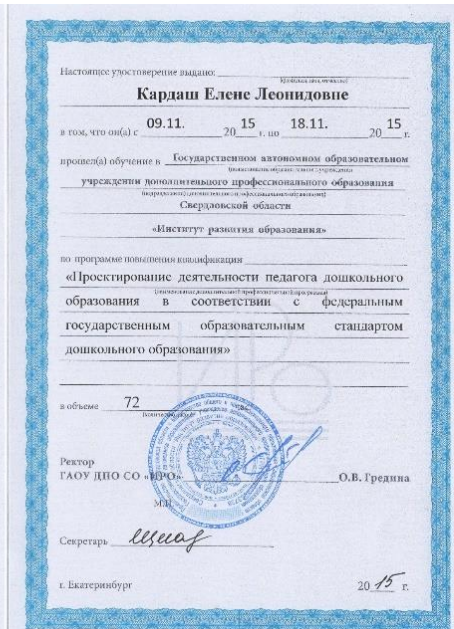 Настоящее удостоверение выдано:
(фамилия, имя, отчество)
Кардаш Елене Леонидовне
в том, что он(а) с 09.11. 20 15 г. по 18.11. 20 15 г.
прошел(а) обучение в Государственном автономном образовательном
учреждении дополнительного профессионального образования
Свердловской области
«Институт развития образования»
по программе повышения квалификации
«Проектирование деятельности педагога дошкольного
образования в соответствии с федеральным
государственным образовательным стандартом
дошкольного образования»
в объеме 72
Ректор
ГАОУ ДПО СО «ИРО» О.В. Гредина
М.П.
Секретарь
г. Екатеринбург 20 15 г.